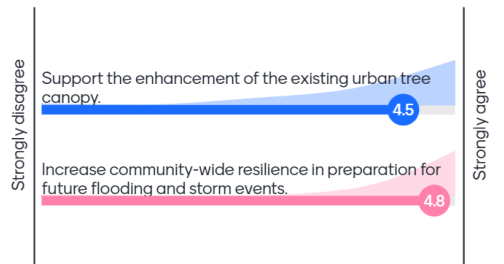 Strongly disagree
Support the enhancement of the existing urban tree
canopy.
4.5
Increase community-wide resilience in preparation for
future flooding and storm events.
4.8
Strongly agree